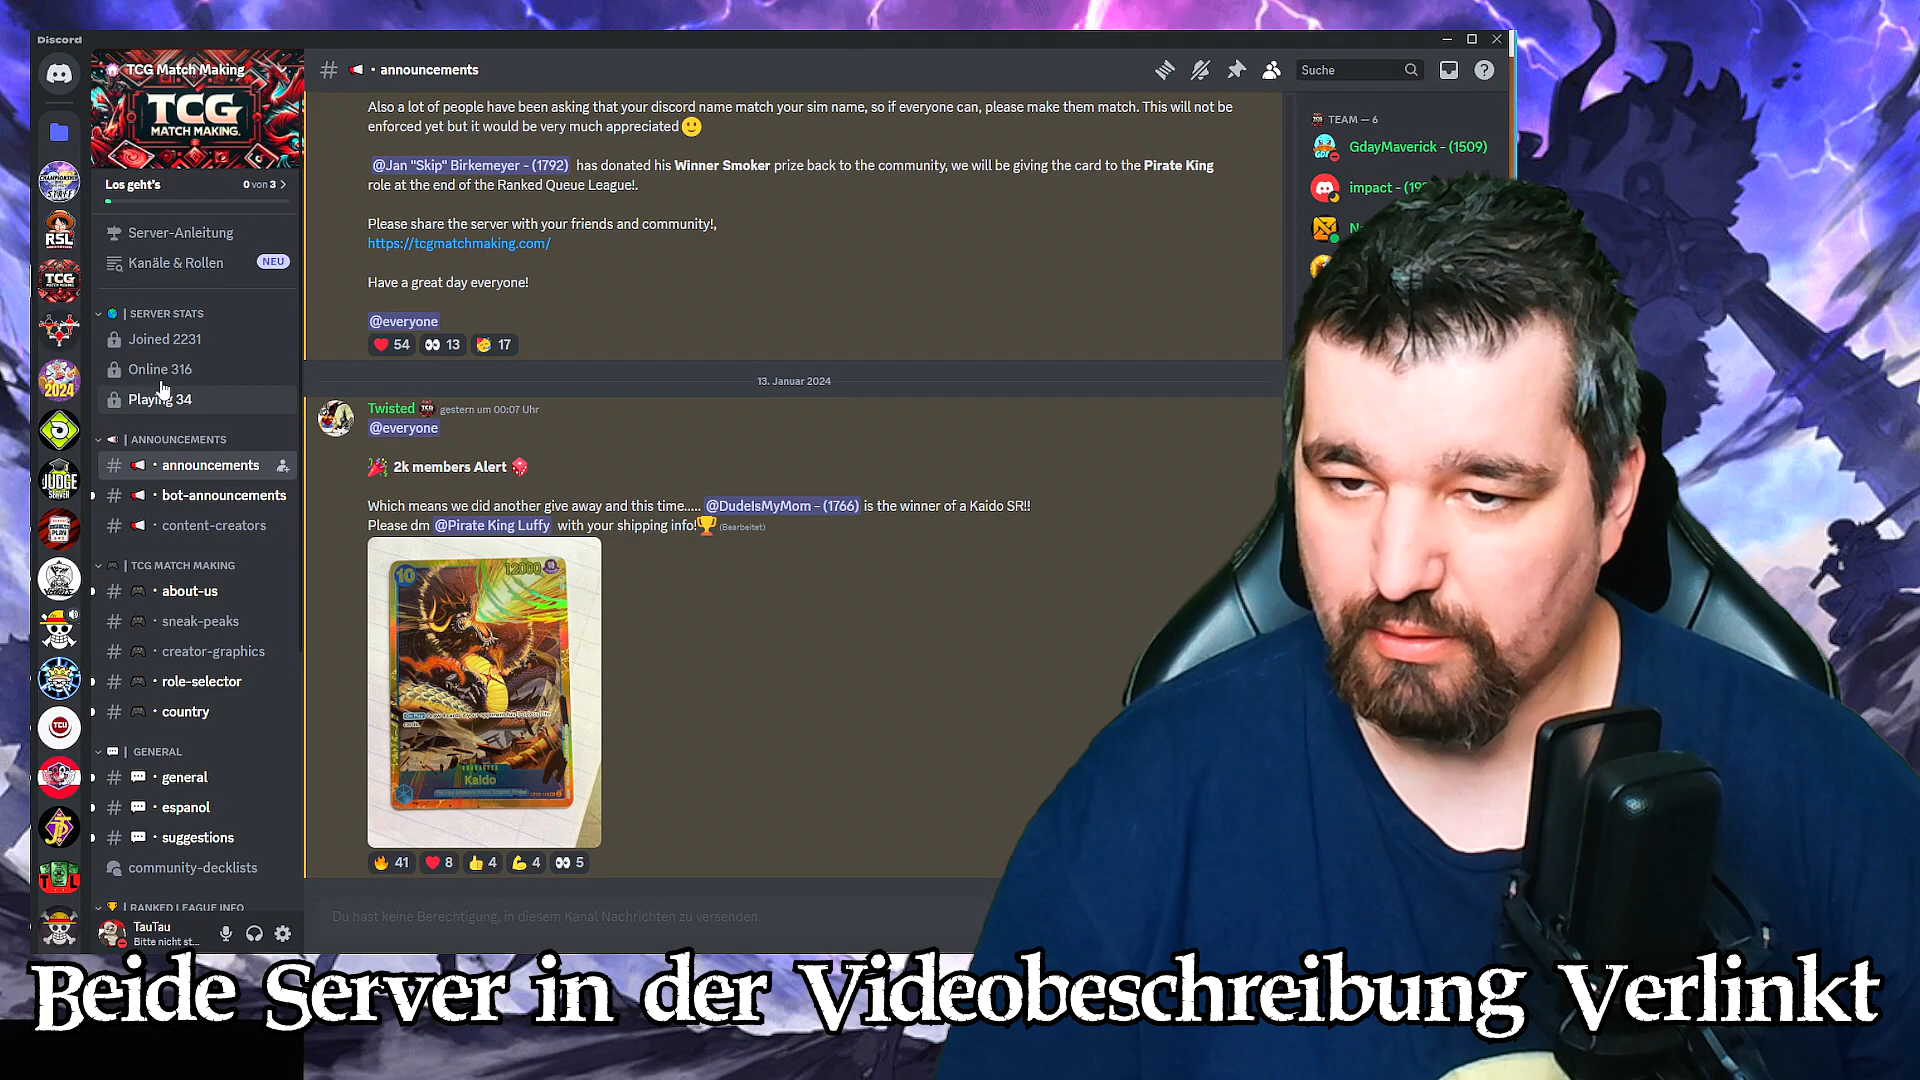 Discord
TCG Match Making
TCG
MATCH MAKING.
Los geht's
0 von 3
Server-Anleitung
Kanäle & Rollen
NEU
SERVER STATS
Joined 2231
Online 316
Playing 34
| ANNOUNCEMENTS
announcements
bot-announcements
content-creators
| TCG MATCH MAKING
about-us
sneak-peaks
creator-graphics
role-selector
country
| GENERAL
general
espanol
suggestions
community-decklists
| RANKED LEAGUE INFO
TauTau
Bitte nicht st...
RSL
TCG
2024
JUDGE
SERVER
TCU
• announcements
Suche
Also a lot of people have been asking that your discord name match your sim name, so if everyone can, please make them match. This will not be
enforced yet but it would be very much appreciated
@Jan "Skip" Birkemeyer - (1792) has donated his Winner Smoker prize back to the community, we will be giving the card to the Pirate King
role at the end of the Ranked Queue League!.
Please share the server with your friends and community!,
https://tcgmatchmaking.com/
Have a great day everyone!
@everyone
54 13 17
13. Januar 2024
Twisted TCG gestern um 00:07 Uhr
@everyone
2k members Alert
Which means we did another give away and this time..... @DudeIsMyMom - (1766) is the winner of a Kaido SR!!
Please dm @Pirate King Luffy with your shipping info! (Bearbeitet)
10
12000
Kaido
41 8 4 4 5
Du hast keine Berechtigung, in diesem Kanal Nachrichten zu versenden.
TEAM — 6
GdayMaverick - (1509)
impact - (19
Beide Server in der Videobeschreibung Verlinkt